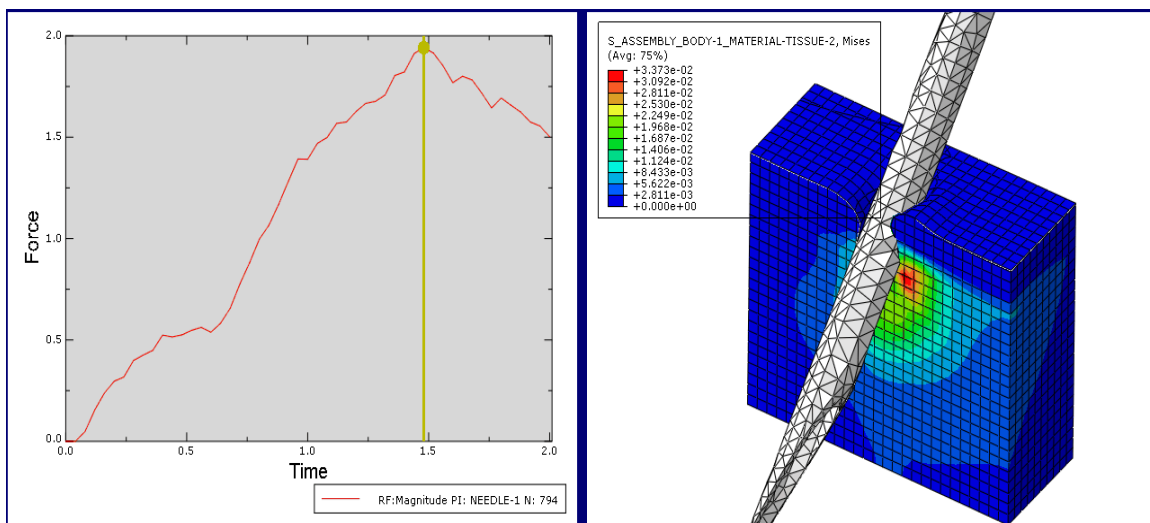 2.0
1.5
1.0
0.5
0.0
Force
0.0
0.5
1.0
1.5
2.0
Time
RF:Magnitude PI: NEEDLE-1 N: 794
S_ASSEMBLY_BODY-1_MATERIAL-TISSUE-2, Mises
(Avg: 75%)
+3.373e-02
+3.092e-02
+2.811e-02
+2.530e-02
+2.249e-02
+1.968e-02
+1.687e-02
+1.406e-02
+1.124e-02
+8.433e-03
+5.622e-03
+2.811e-03
+0.000e+00